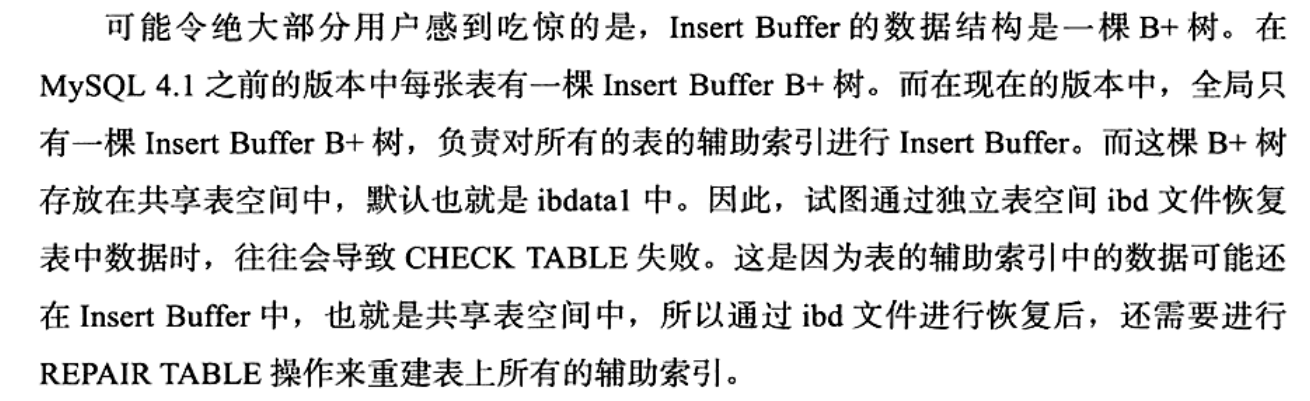 可能令绝大部分用户感到吃惊的是，Insert Buffer 的数据结构是一棵 B+ 树。在
MySQL 4.1 之前的版本中每张表有一棵 Insert Buffer B+ 树。而在现在的版本中，全局只
有一棵 Insert Buffer B+ 树，负责对所有的表的辅助索引进行 Insert Buffer。而这棵 B+ 树
存放在共享表空间中，默认也就是 ibdata1 中。因此，试图通过独立表空间 ibd 文件恢复
表中数据时，往往会导致 CHECK TABLE 失败。这是因为表的辅助索引中的数据可能还
在 Insert Buffer 中，也就是共享表空间中，所以通过 ibd 文件进行恢复后，还需要进行
REPAIR TABLE 操作来重建表上所有的辅助索引。